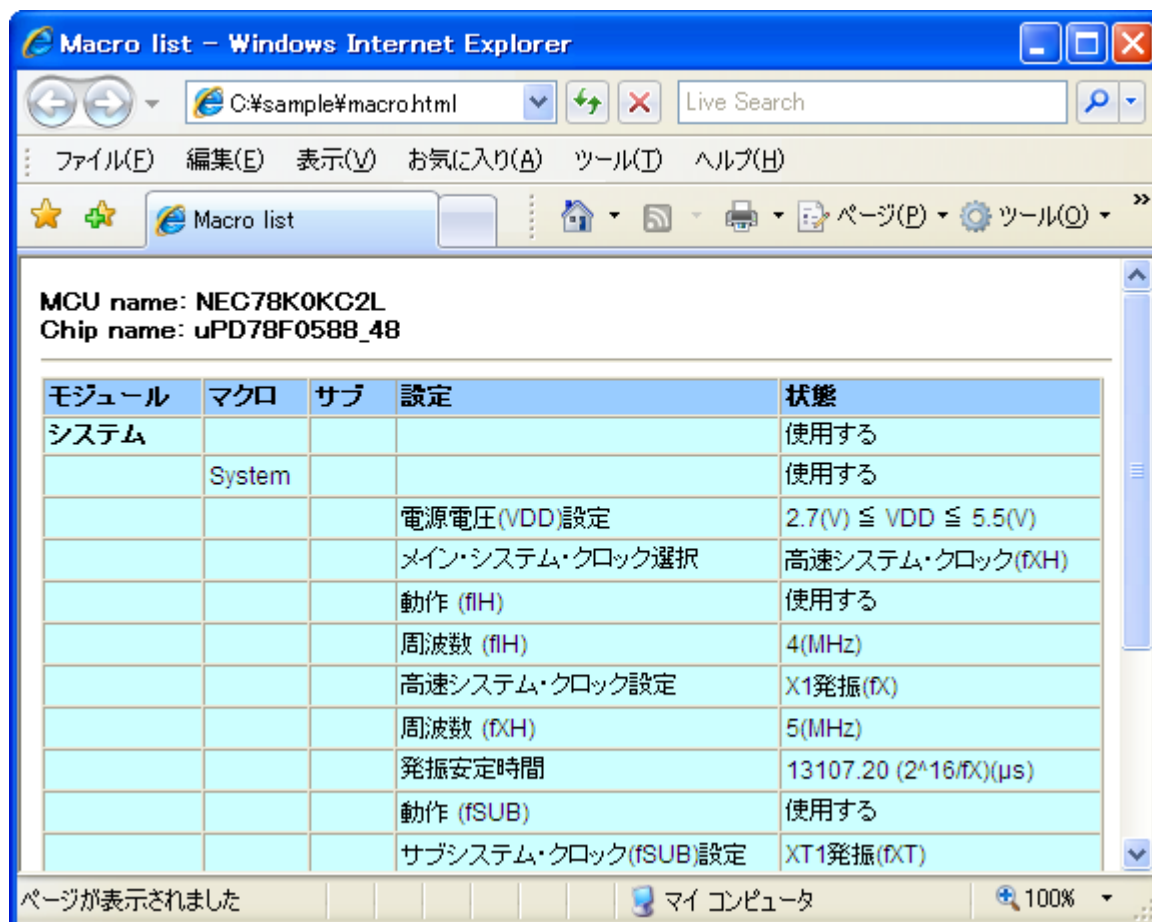 Macro list - Windows Internet Explorer
C:¥sample¥macro.html Live Search
ファイル(F) 編集(E) 表示(V) お気に入り(A) ツール(T) ヘルプ(H)
Macro list ページ(P) ツール(O) »
MCU name: NEC78K0KC2L
Chip name: uPD78F0588_48
モジュール マクロ サブ 設定 状態
システム 使用する
System 使用する
電源電圧(VDD)設定 2.7(V) ≦ VDD ≦ 5.5(V)
メイン・システム・クロック選択 高速システム・クロック(fXH)
動作 (fIH) 使用する
周波数 (fIH) 4(MHz)
高速システム・クロック設定 X1発振(fX)
周波数 (fXH) 5(MHz)
発振安定時間 13107.20 (2^16/fX)(µs)
動作 (fSUB) 使用する
サブシステム・クロック(fSUB)設定 XT1発振(fXT)
ページが表示されました マイ コンピュータ 100%